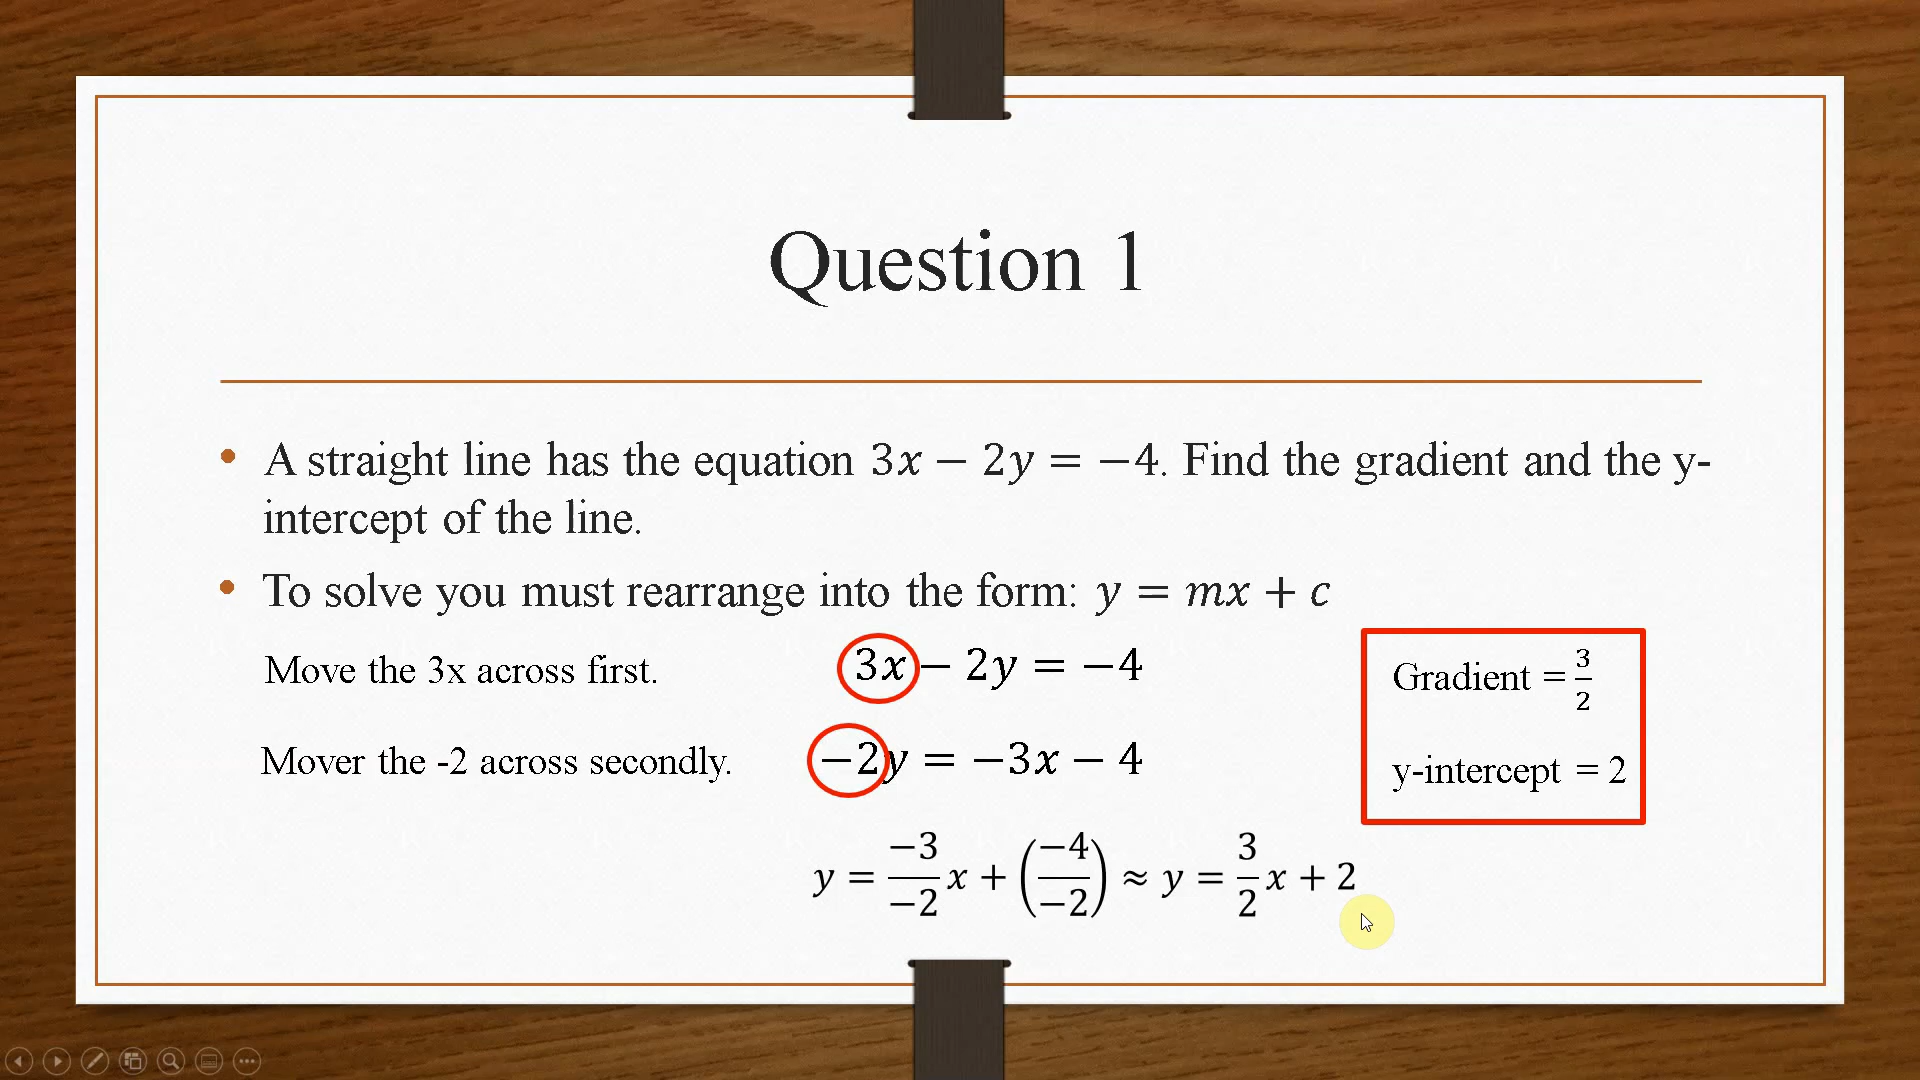 Question 1
• A straight line has the equation 3x − 2y = −4. Find the gradient and the y-
intercept of the line.
• To solve you must rearrange into the form: y = mx + c
Move the 3x across first.
3x − 2y = −4
Gradient = 3/2
Mover the -2 across secondly.
−2y = −3x − 4
y-intercept = 2
y = −3/−2 x + (−4/−2) ≈ y = 3/2 x + 2